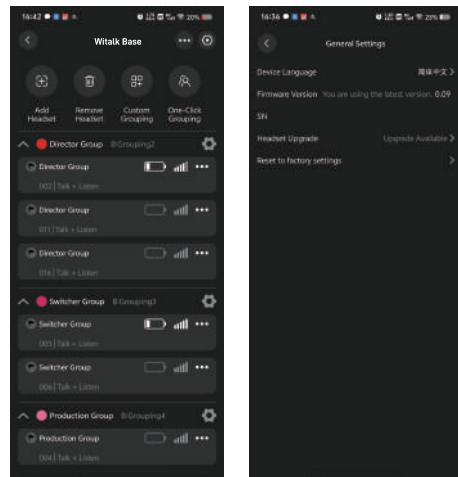 16:42
20%
Witalk Base
Add Headset
Remove Headset
Custom Grouping
One-Click Grouping
Director Group B:Grouping2
Director Group
002 | Talk + Listen
Director Group
011 | Talk + Listen
Director Group
016 | Talk + Listen
Switcher Group B:Grouping3
Switcher Group
003 | Talk + Listen
Switcher Group
006 | Talk + Listen
Production Group B:Grouping4
Production Group
004 | Talk + Listen
16:36
General Settings
Device Language 简体中文
Firmware Version You are using the latest version. 0.09
SN
Headset Upgrade Upgrade Available
Reset to factory settings